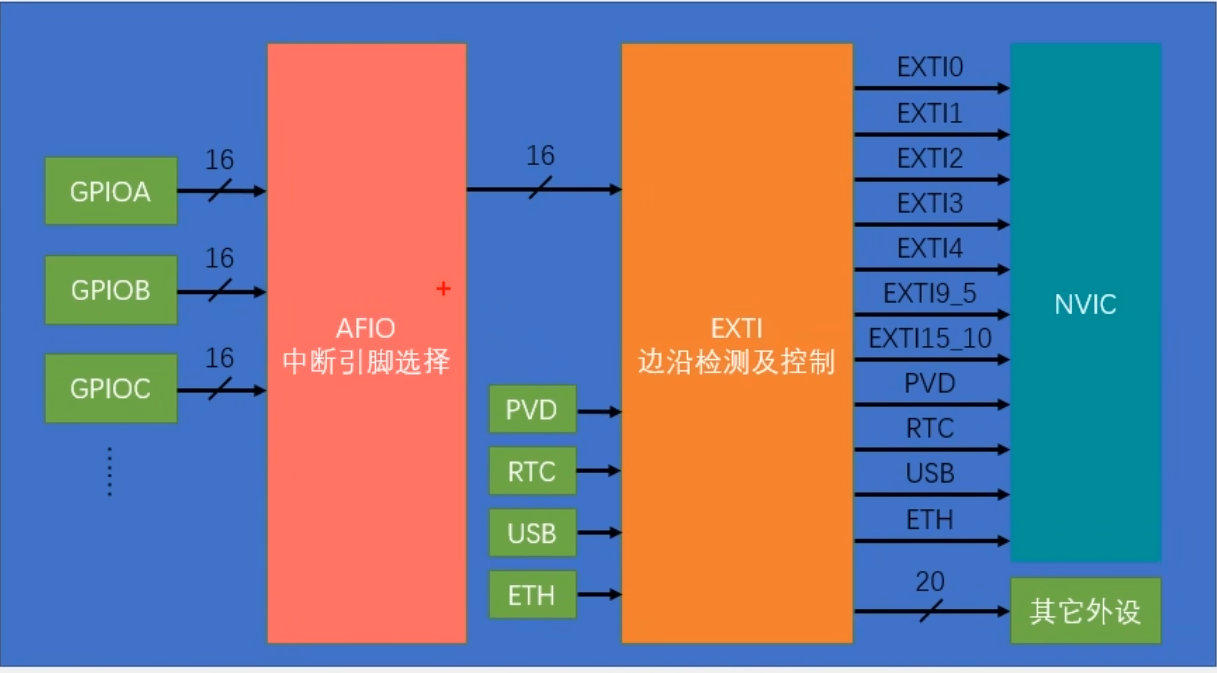 16
GPIOA
16
GPIOB
16
GPIOC
AFIO
中断引脚选择
16
PVD
RTC
USB
ETH
EXTI
边沿检测及控制
EXTI0
EXTI1
EXTI2
EXTI3
EXTI4
EXTI9_5
EXTI15_10
PVD
RTC
USB
ETH
20
NVIC
其它外设